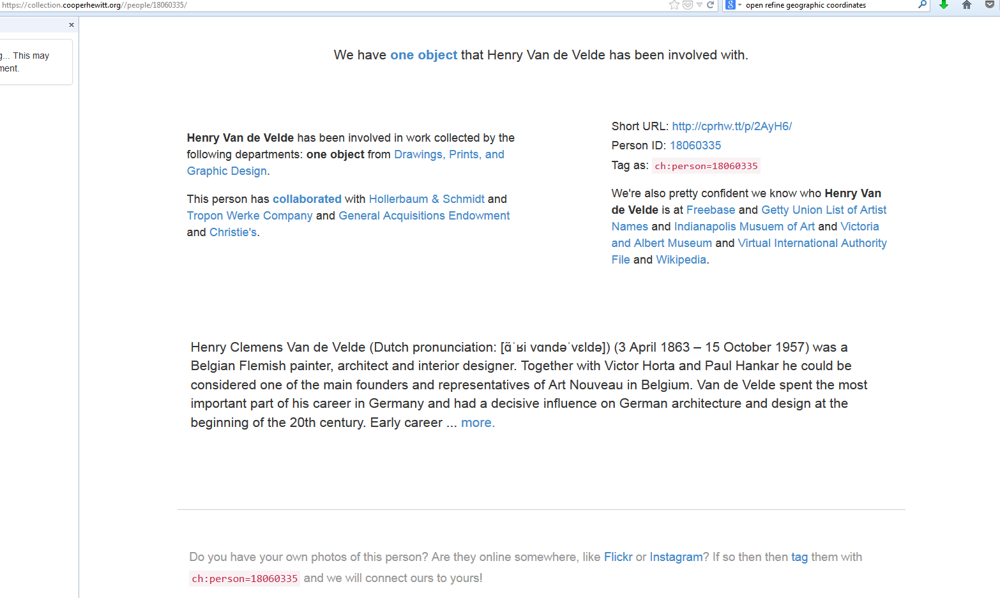 https://collection.cooperhewitt.org//people/18060335/
open refine geographic coordinates
g... This may
ment.
We have one object that Henry Van de Velde has been involved with.
Henry Van de Velde has been involved in work collected by the
following departments: one object from Drawings, Prints, and
Graphic Design.
This person has collaborated with Hollerbaum & Schmidt and
Tropon Werke Company and General Acquisitions Endowment
and Christie's.
Short URL: http://cprhw.tt/p/2AyH6/
Person ID: 18060335
Tag as: ch:person=18060335
We're also pretty confident we know who Henry Van
de Velde is at Freebase and Getty Union List of Artist
Names and Indianapolis Musuem of Art and Victoria
and Albert Museum and Virtual International Authority
File and Wikipedia.
Henry Clemens Van de Velde (Dutch pronunciation: [ɑ̃ˈʁi vɑndəˈvɛldə]) (3 April 1863 – 15 October 1957) was a
Belgian Flemish painter, architect and interior designer. Together with Victor Horta and Paul Hankar he could be
considered one of the main founders and representatives of Art Nouveau in Belgium. Van de Velde spent the most
important part of his career in Germany and had a decisive influence on German architecture and design at the
beginning of the 20th century. Early career ... more.
Do you have your own photos of this person? Are they online somewhere, like Flickr or Instagram? If so then then tag them with
ch:person=18060335 and we will connect ours to yours!